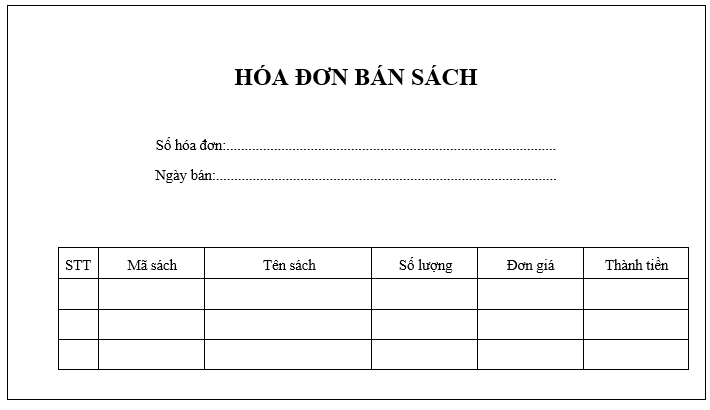 HÓA ĐƠN BÁN SÁCH
Số hóa đơn:..........................................................................................
Ngày bán:.............................................................................................
STT Mã sách Tên sách Số lượng Đơn giá Thành tiền